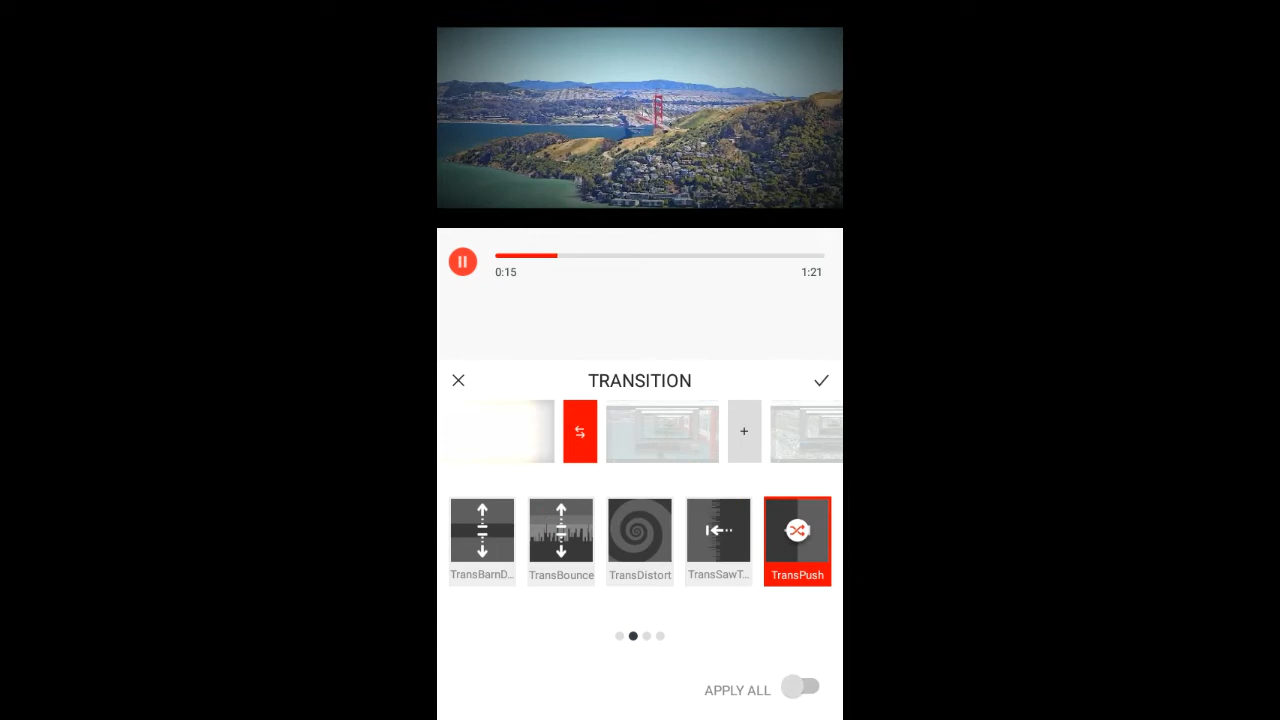 0:15 1:21
TRANSITION
+
TransBarnD... TransBounce TransDistort TransSawT... TransPush
APPLY ALL